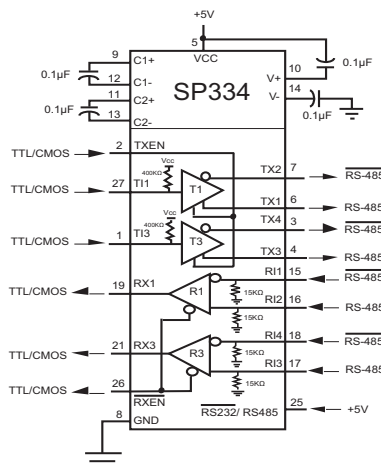 +5V
9 C1+ 5 VCC
0.1µF 0.1µF
12 C1- V+ 10
11 C2+ SP334 V- 14
0.1µF
13 C2- 0.1µF
TTL/CMOS 2 TXEN
Vcc
400KΩ TX2 7 RS-485
TTL/CMOS 27 TI1 T1
TX1 6 RS-485
Vcc TX4 3 RS-485
400KΩ
TTL/CMOS 1 TI3 T3
TX3 4 RS-485
TTL/CMOS 19 RX1 R1 RI1 15 RS-485
15KΩ
RI2 16 RS-485
15KΩ
TTL/CMOS 21 RX3 R3 RI4 18 RS-485
15KΩ
RI3 17 RS-485
TTL/CMOS 26 15KΩ
RXEN
8 GND RS232/ RS485 25 +5V